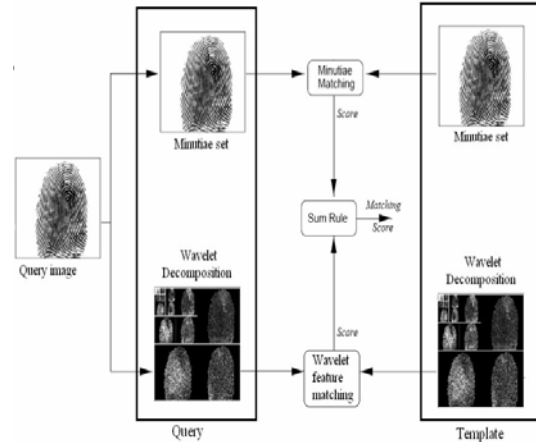 Minutiae set
Minutiae
Matching
Minutiae set
Score
Query image
Sum Rule
Matching
Score
Wavelet
Decomposition
Wavelet
Decomposition
Score
Wavelet
feature
matching
Query
Template